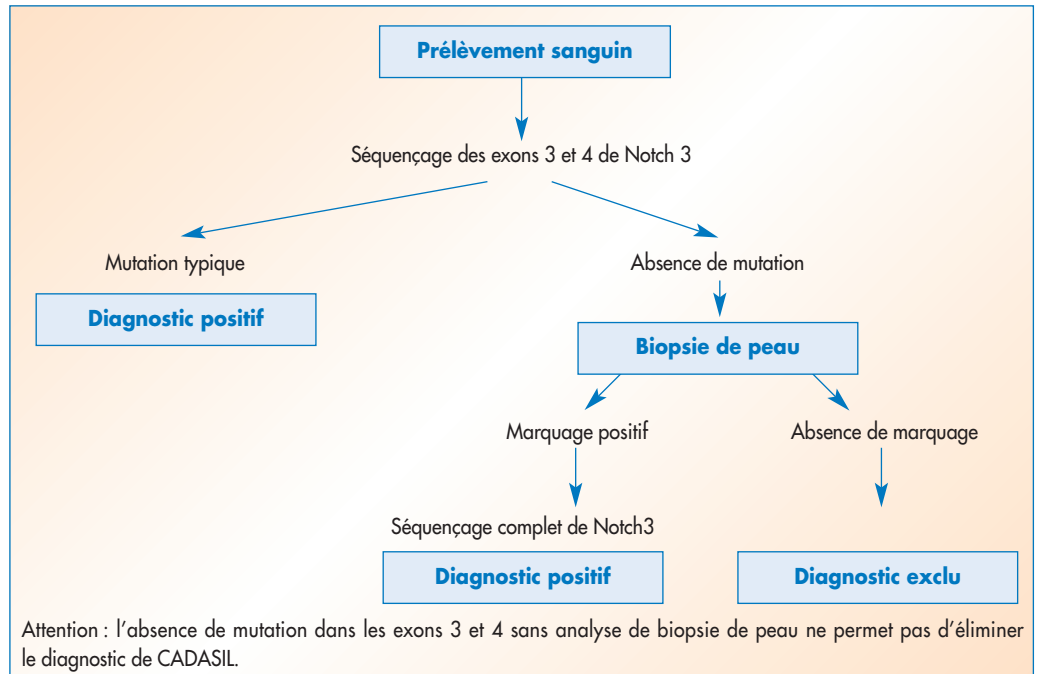 Prélèvement sanguin
Séquençage des exons 3 et 4 de Notch 3
Mutation typique
Absence de mutation
Diagnostic positif
Biopsie de peau
Marquage positif
Absence de marquage
Séquençage complet de Notch3
Diagnostic positif
Diagnostic exclu
Attention : l'absence de mutation dans les exons 3 et 4 sans analyse de biopsie de peau ne permet pas d'éliminer
le diagnostic de CADASIL.